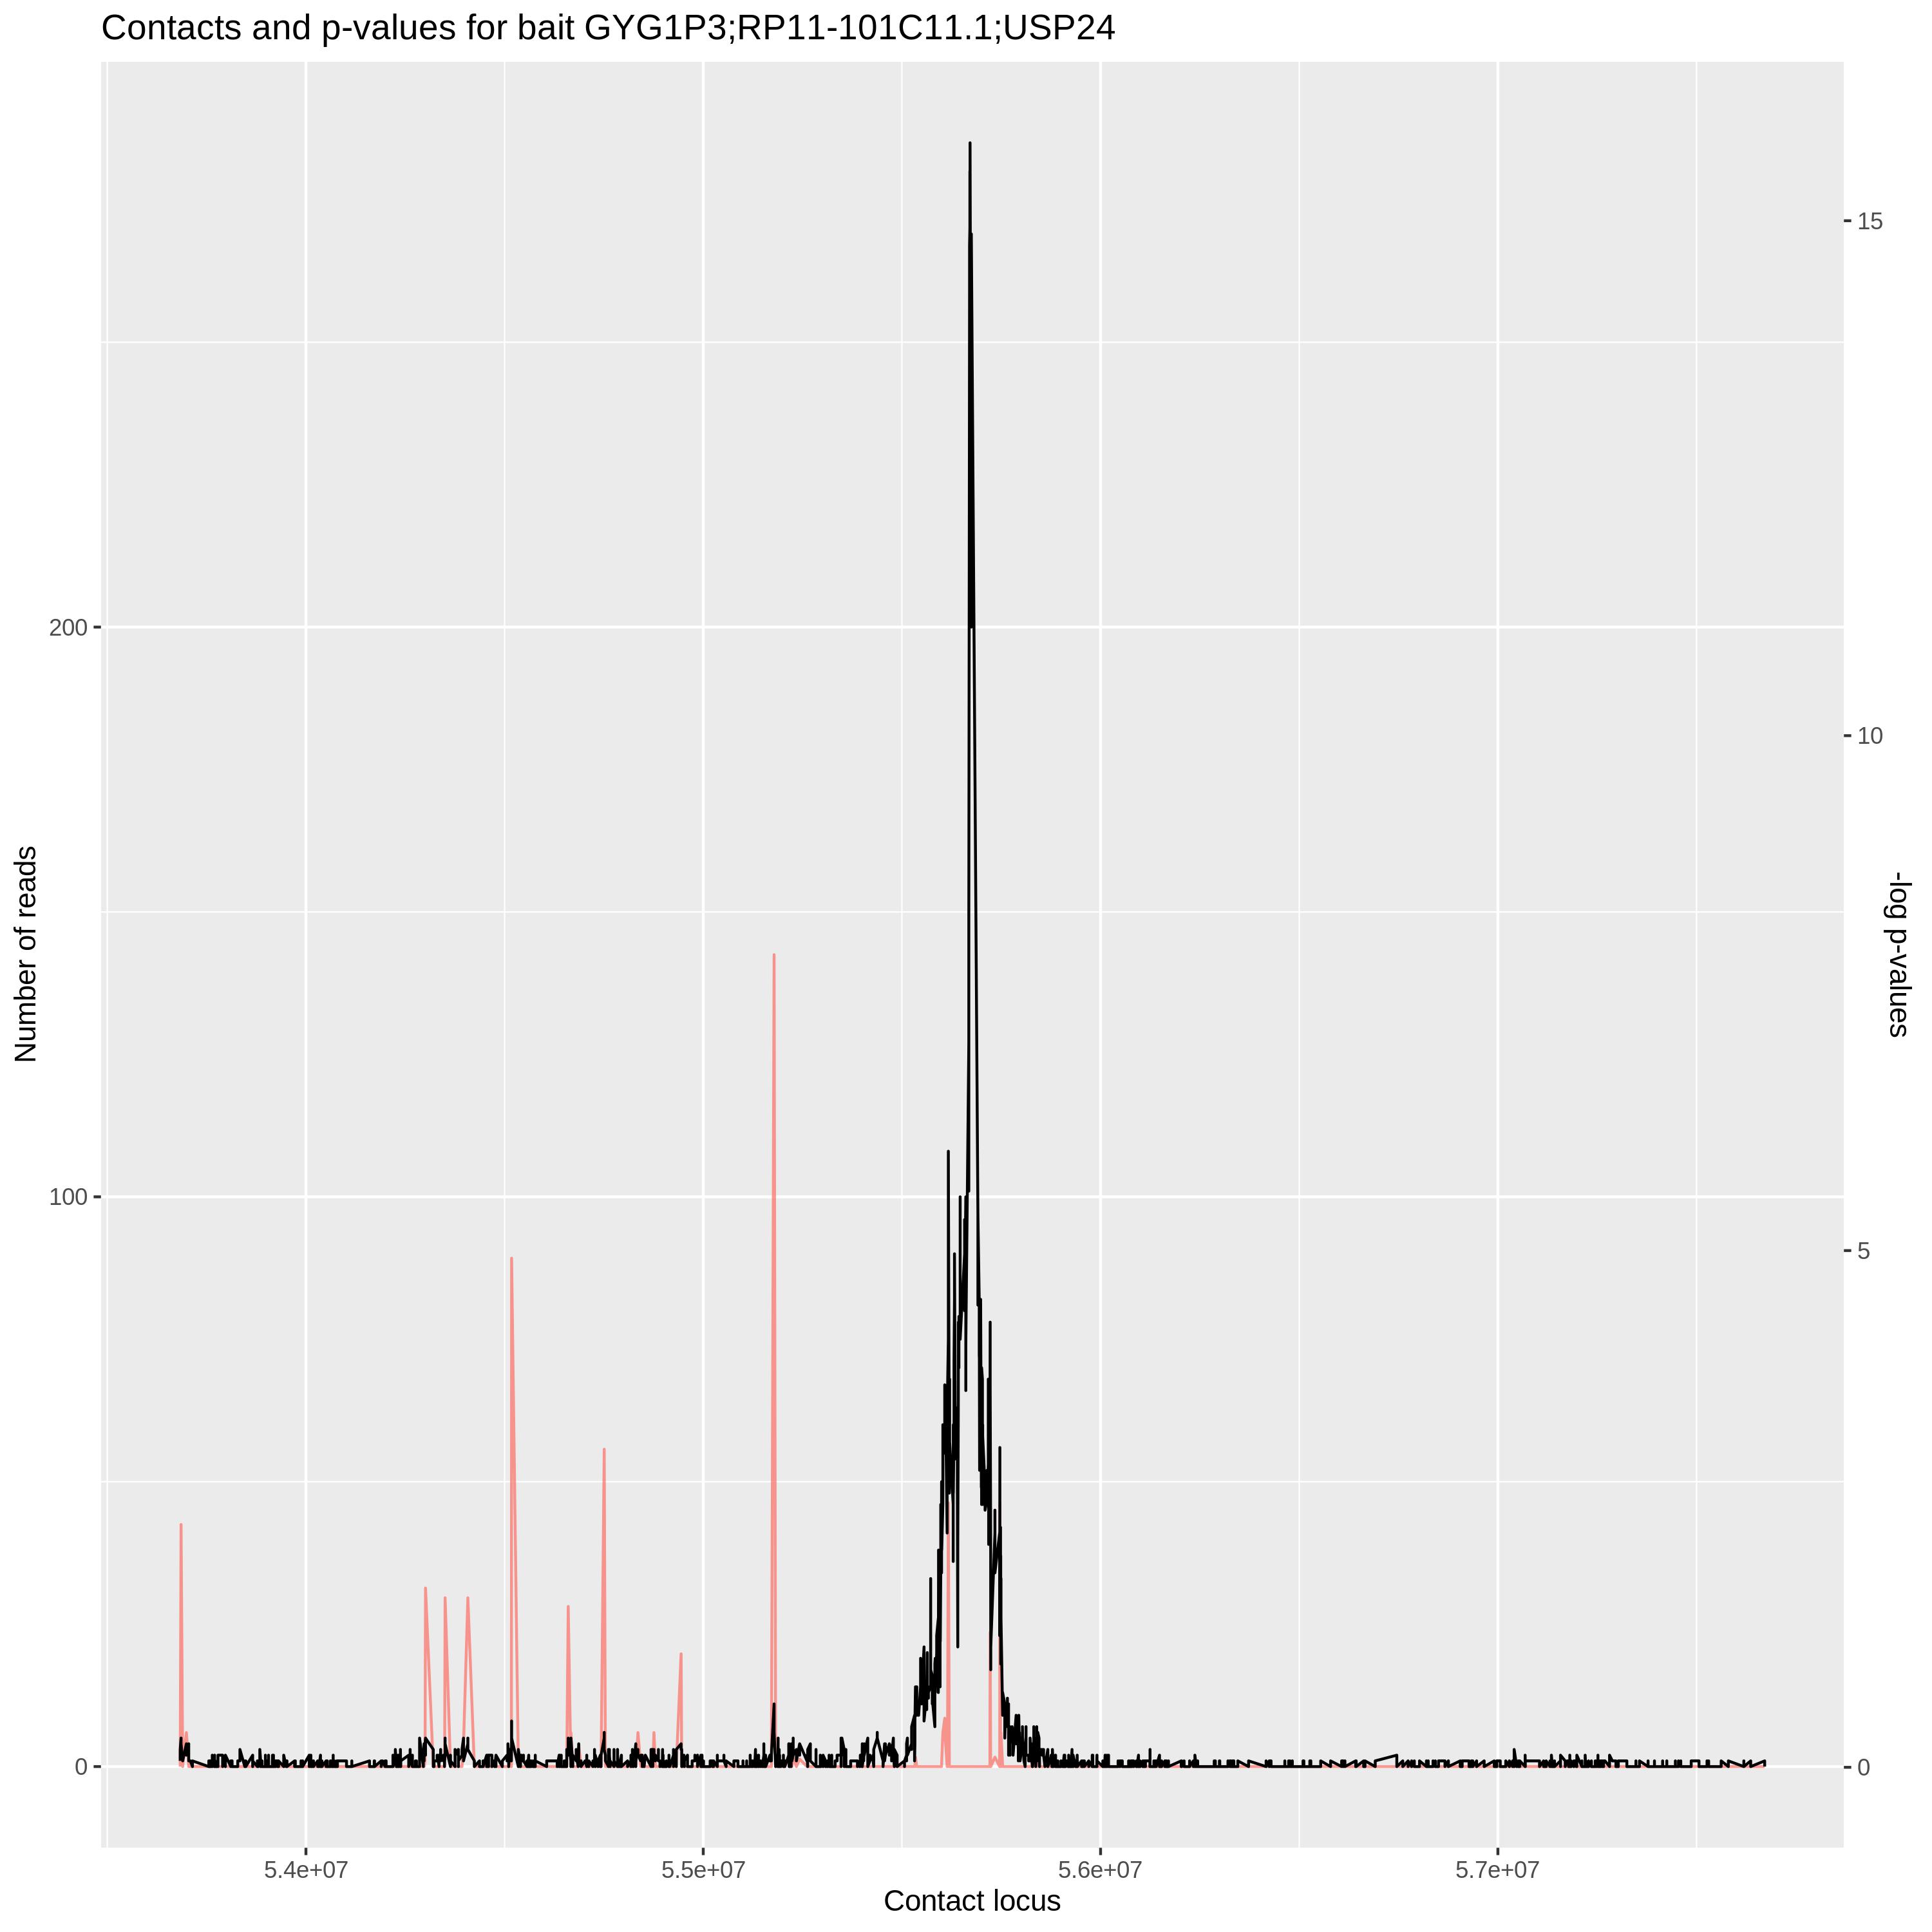 Contacts and p-values for bait GYG1P3;RP11-101C11.1;USP24
Number of reads
200
100
0
15
10
5
0
-log p-values
5.4e+07 5.5e+07 5.6e+07 5.7e+07
Contact locus